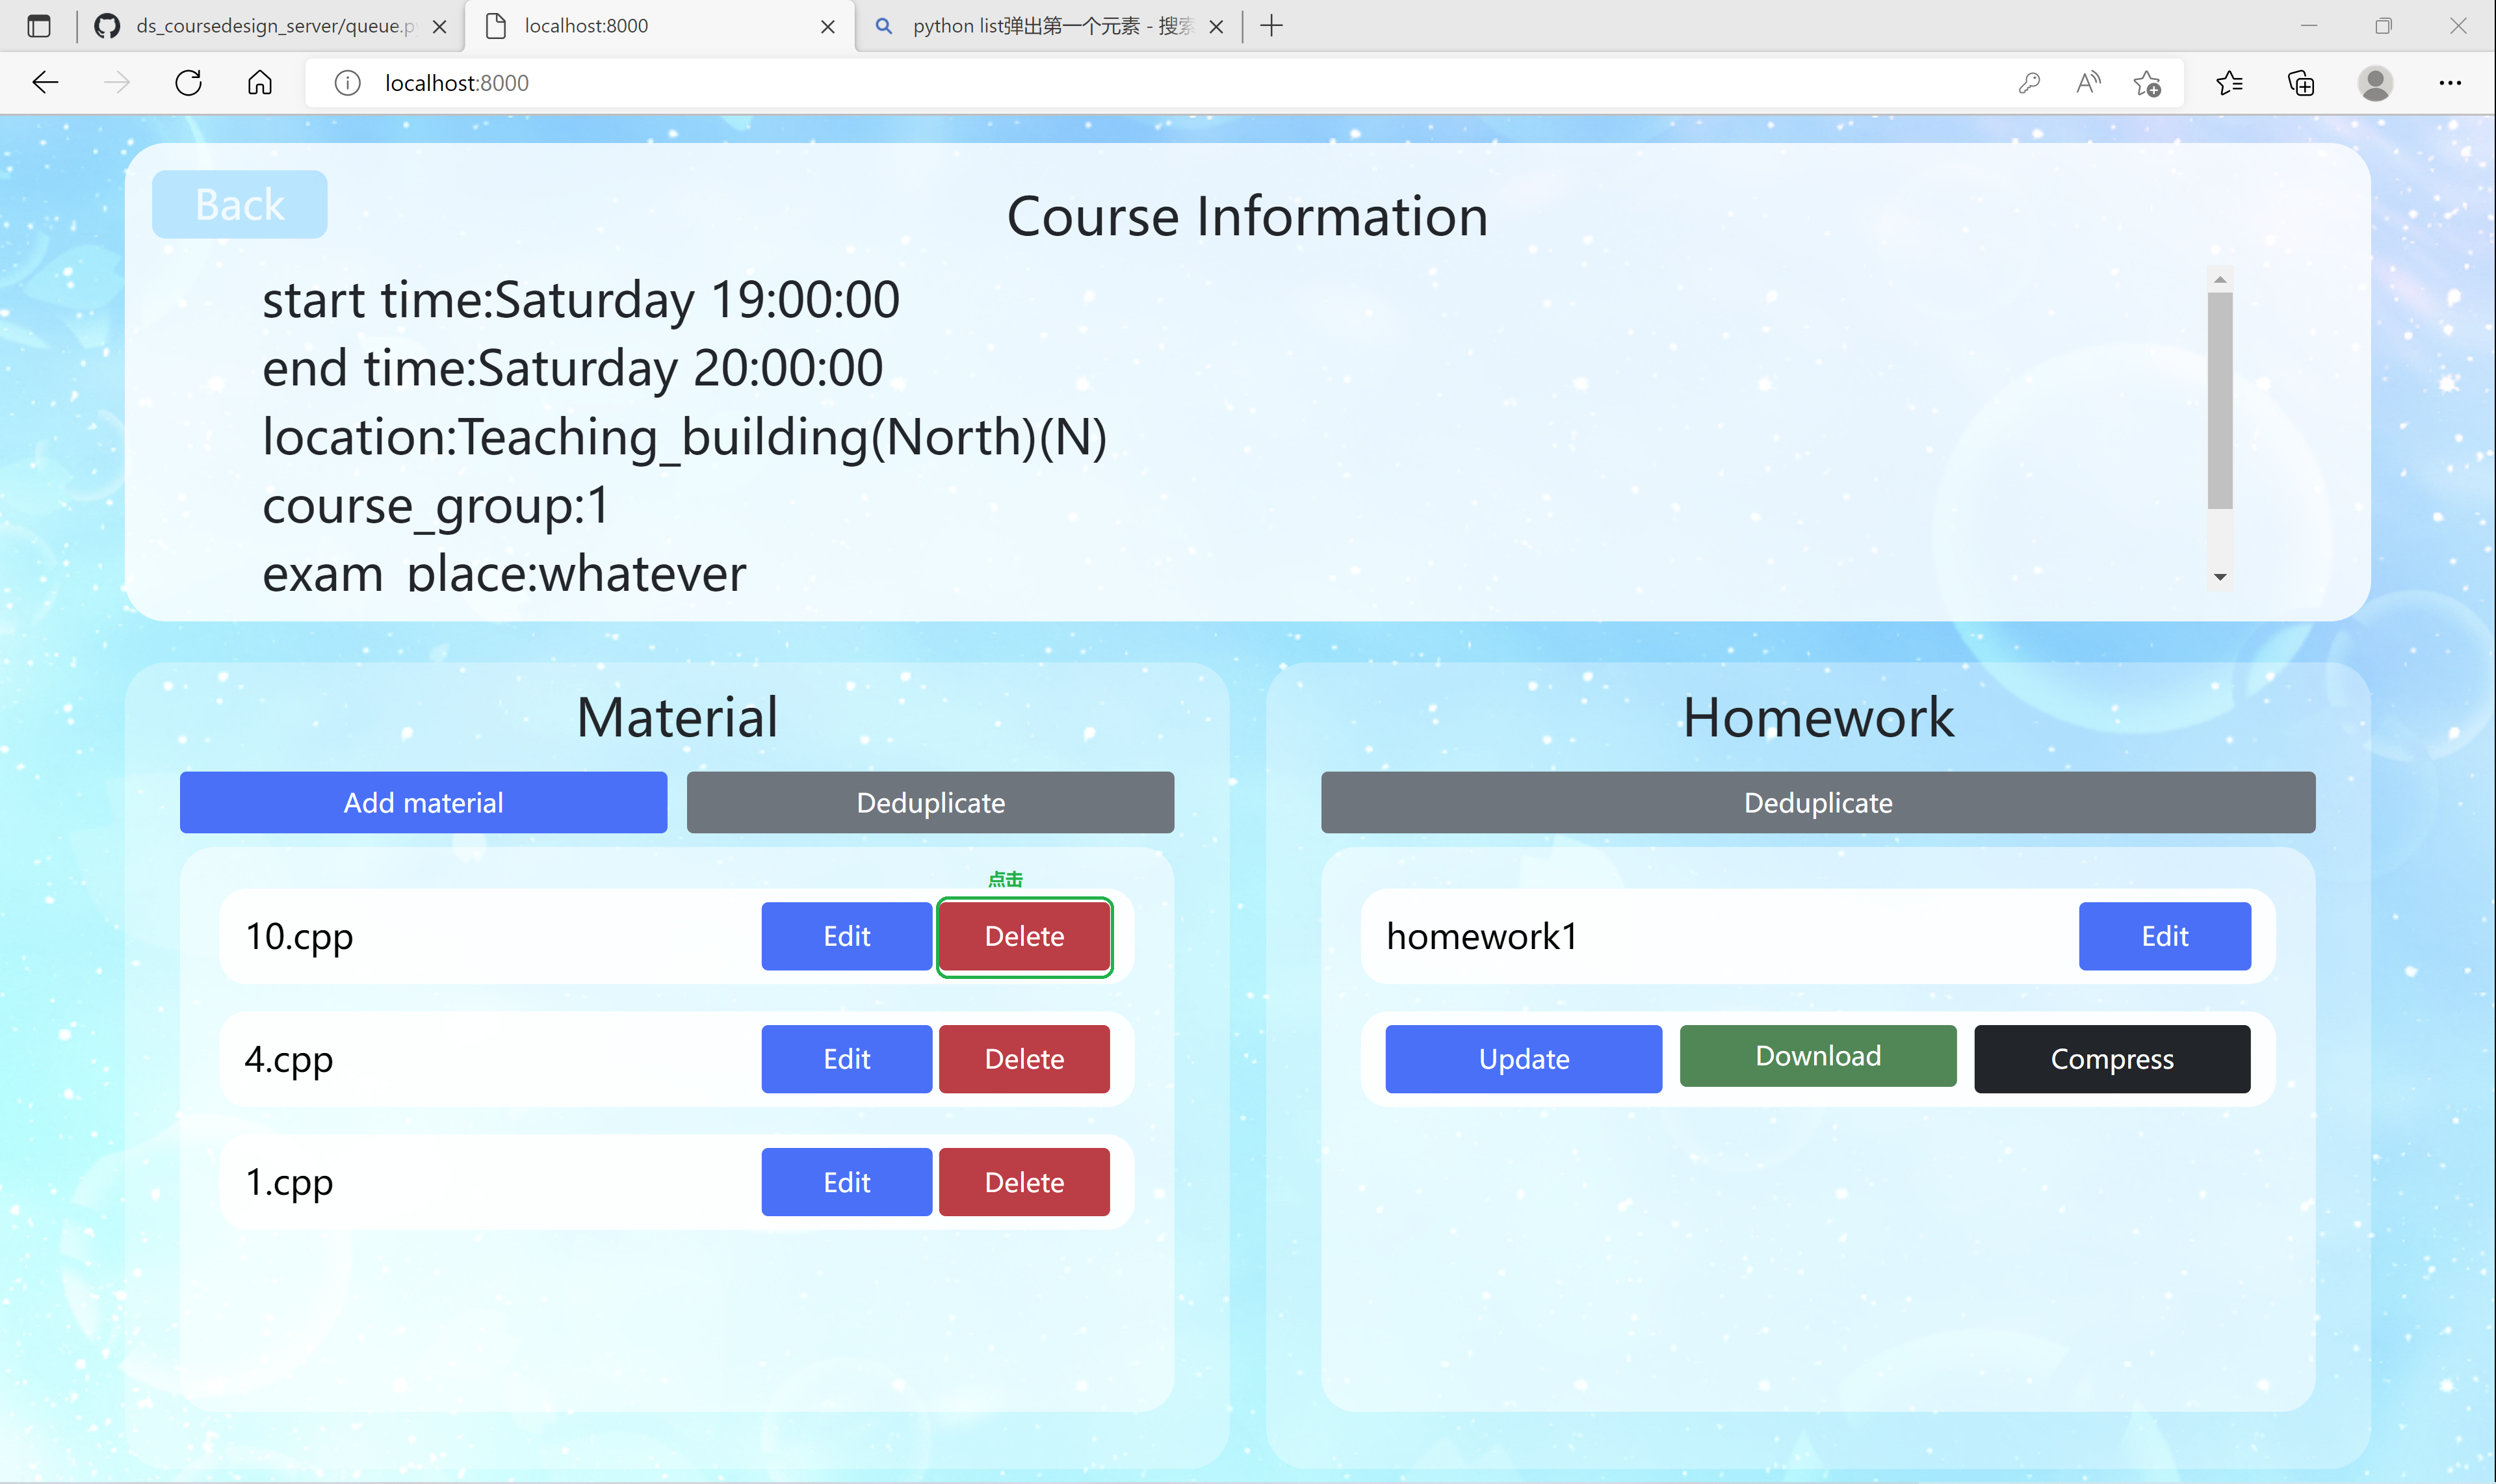 ds_coursedesign_server/queue.p
localhost:8000
python list弹出第一个元素 - 搜索
localhost:8000
Back
Course Information
start time:Saturday 19:00:00
end time:Saturday 20:00:00
location:Teaching_building(North)(N)
course_group:1
exam_place:whatever
Material
Add material
Deduplicate
点击
10.cpp
Edit
Delete
4.cpp
Edit
Delete
1.cpp
Edit
Delete
Homework
Deduplicate
homework1
Edit
Update
Download
Compress